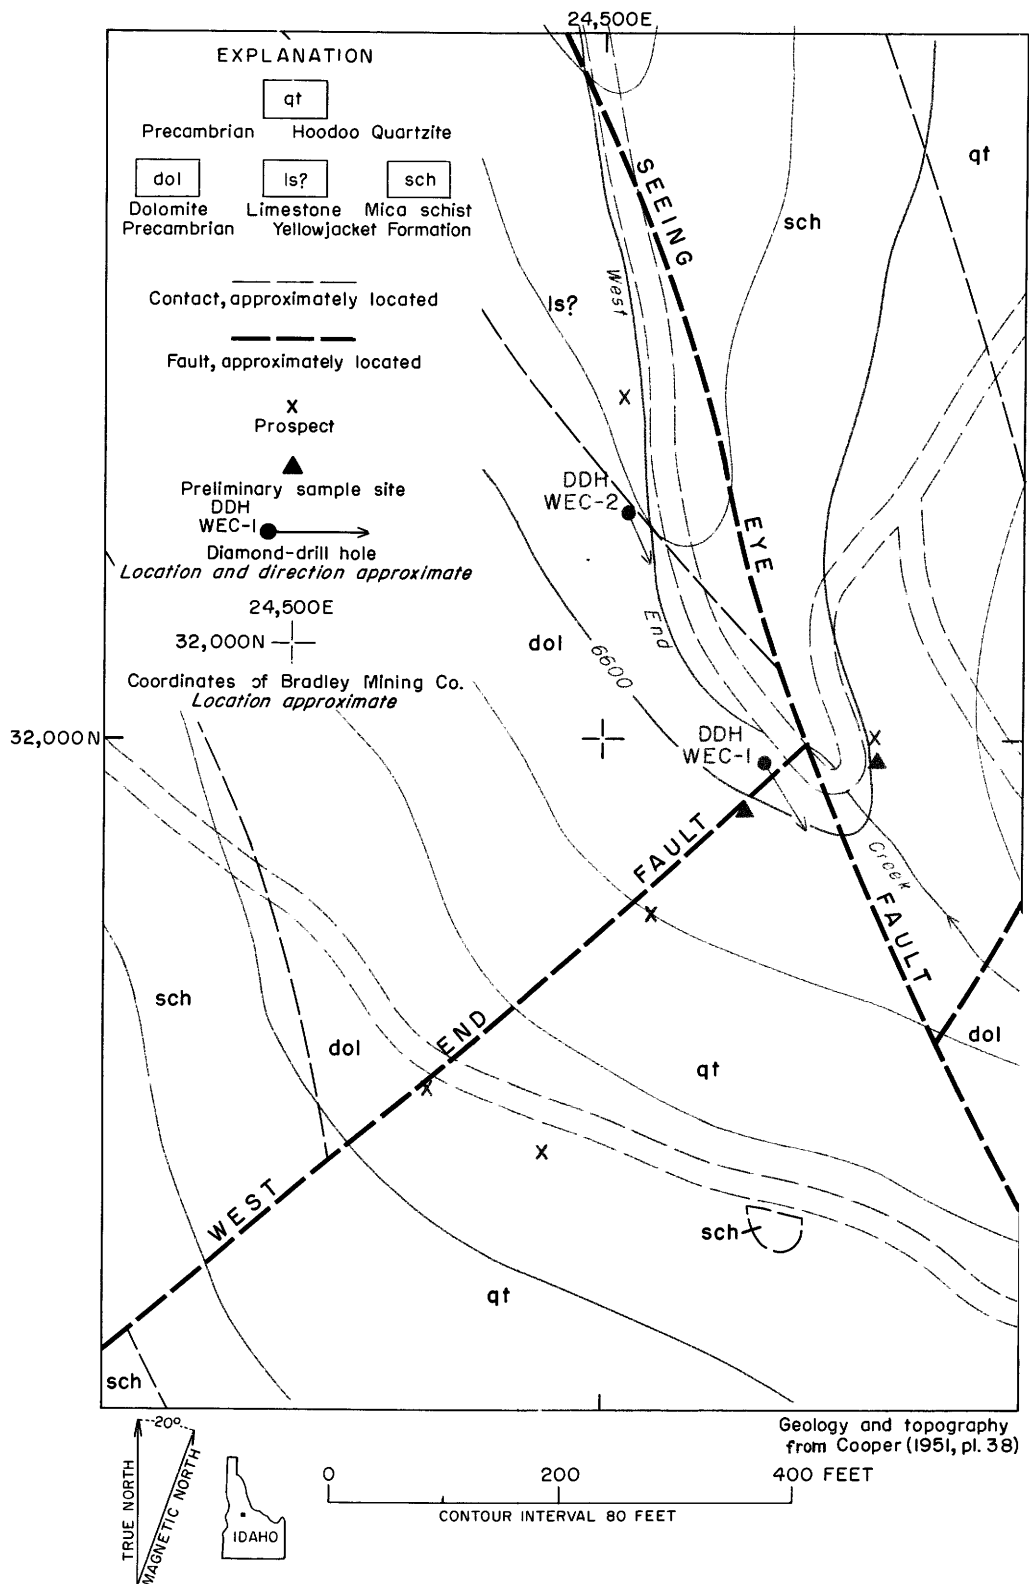 24,500E
EXPLANATION
qt
Precambrian Hoodoo Quartzite
dol ls? sch
Dolomite Limestone Mica schist
Precambrian Yellowjacket Formation
Contact, approximately located
Fault, approximately located
x
Prospect
Preliminary sample site
DDH
WEC-1
Diamond-drill hole
Location and direction approximate
24,500E
32,000N
Coordinates of Bradley Mining Co.
Location approximate
32,000N
SEEING EYE FAULT
West End Creek
qt
sch
ls?
x
DDH
WEC-2
dol
6600
DDH
WEC-1
x
WEST END FAULT
x
sch
dol
x
x
qt
dol
sch
qt
sch
Geology and topography
from Cooper (1951, pl. 38)
20°
TRUE NORTH
MAGNETIC NORTH
IDAHO
0 200 400 FEET
CONTOUR INTERVAL 80 FEET